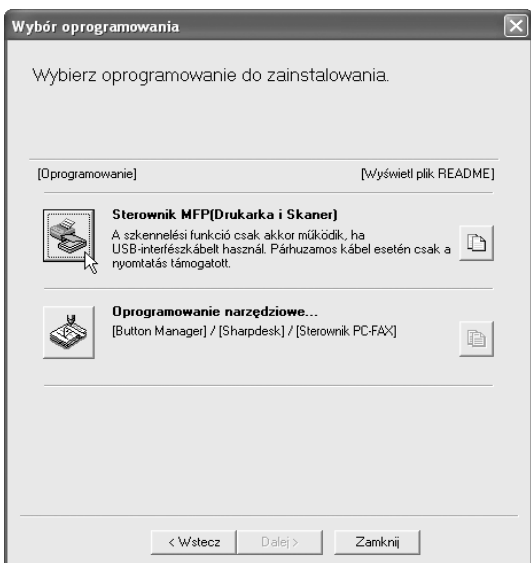 Wybór oprogramowania
Wybierz oprogramowanie do zainstalowania.
[Oprogramowanie] [Wyświetl plik README]
Sterownik MFP(Drukarka i Skaner)
A szkennelési funkció csak akkor működik, ha
USB-interfészkábelt használ. Párhuzamos kábel esetén csak a
nyomtatás támogatott.
Oprogramowanie narzędziowe...
[Button Manager] / [Sharpdesk] / [Sterownik PC-FAX]
< Wstecz Dalej > Zamknij